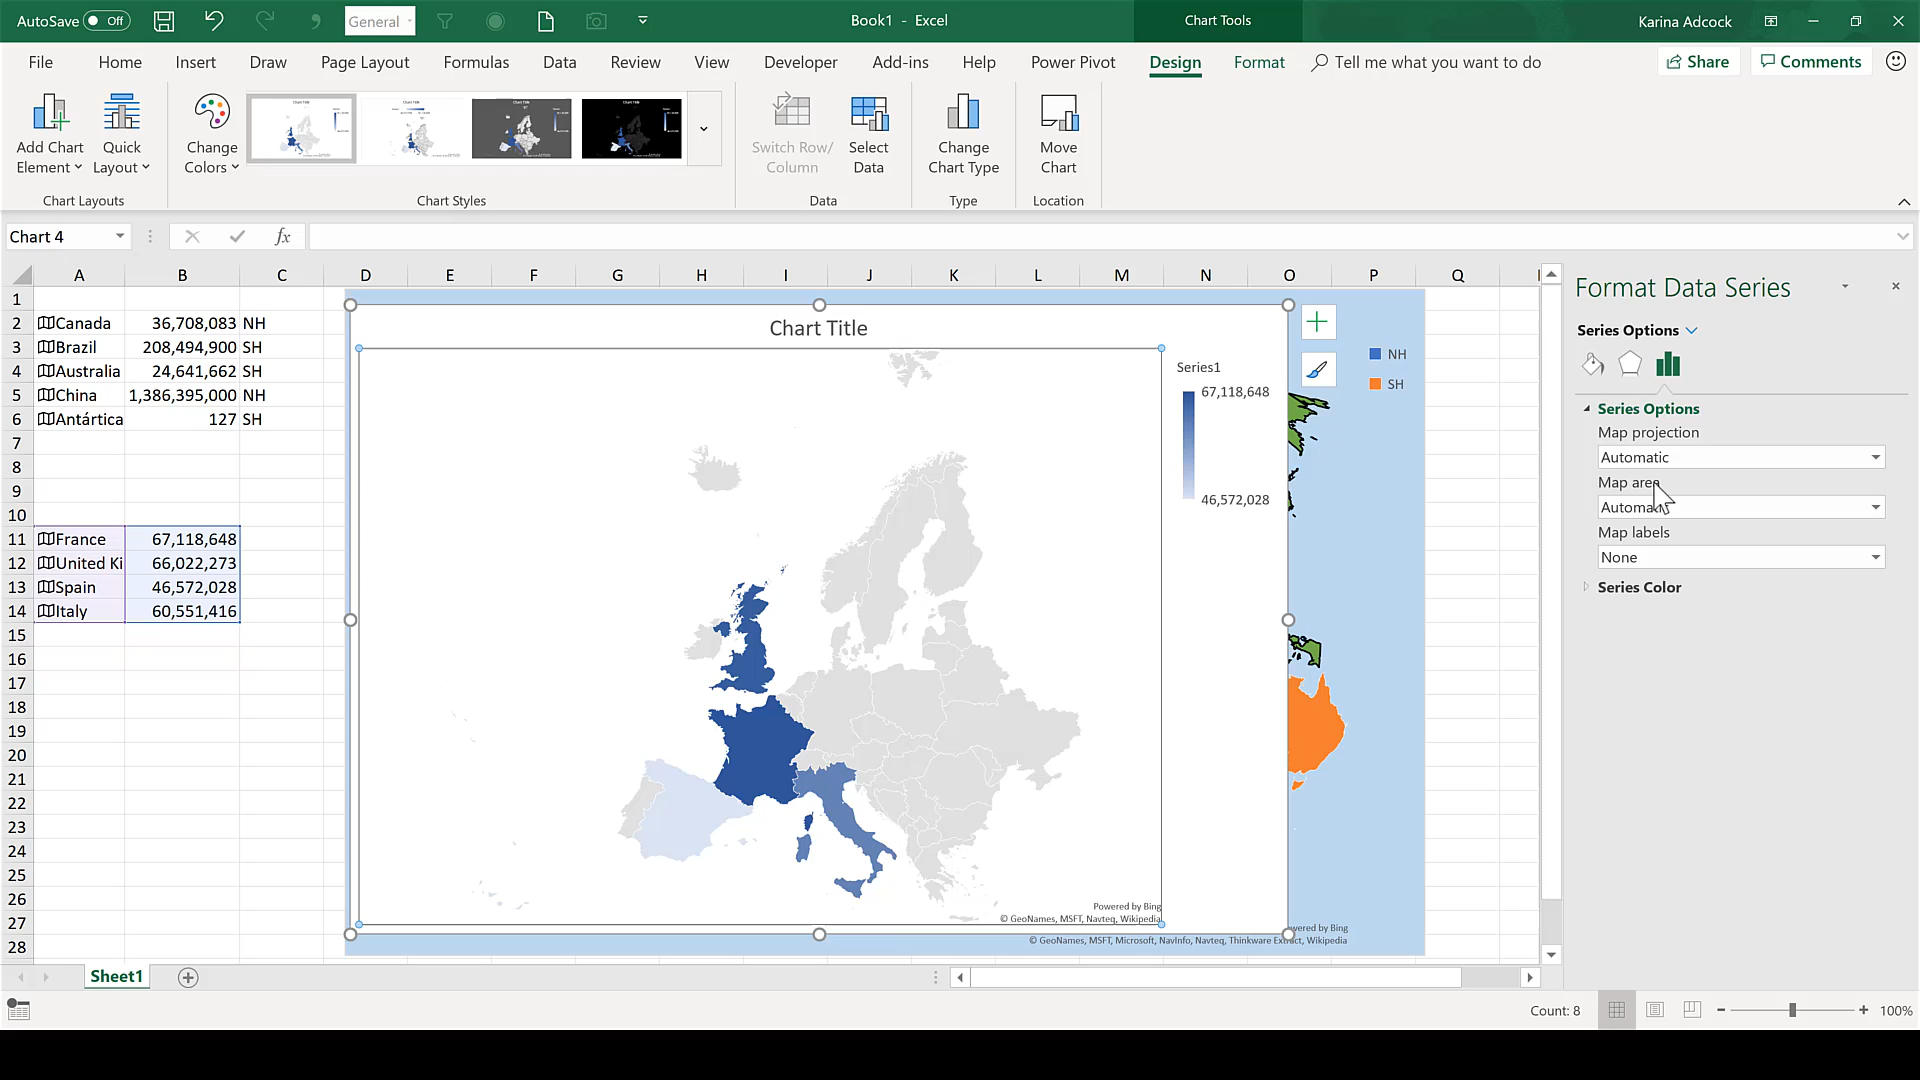 AutoSave Off
General
Book1 - Excel
Chart Tools
Karina Adcock
File Home Insert Draw Page Layout Formulas Data Review View Developer Add-ins Help Power Pivot Design Format Tell me what you want to do Share Comments
Add Chart Element
Quick Layout
Change Colors
Switch Row/ Column
Select Data
Change Chart Type
Move Chart
Chart Layouts Chart Styles Data Type Location
Chart 4
fx
A B C D E F G H I J K L M N O P Q
1
2 Canada 36,708,083 NH
3 Brazil 208,494,900 SH
4 Australia 24,641,662 SH
5 China 1,386,395,000 NH
6 Antártica 127 SH
7
8
9
10
11 France 67,118,648
12 United Ki 66,022,273
13 Spain 46,572,028
14 Italy 60,551,416
15
16
17
18
19
20
21
22
23
24
25
26
27
28
Chart Title
Series1
67,118,648
46,572,028
Powered by Bing
© GeoNames, MSFT, Navteq, Wikipedia
NH
SH
wered by Bing
© GeoNames, MSFT, Microsoft, NavInfo, Navteq, Thinkware Extract, Wikipedia
Format Data Series
Series Options
Series Options
Map projection
Automatic
Map area
Automatic
Map labels
None
Series Color
Sheet1
Count: 8
100%